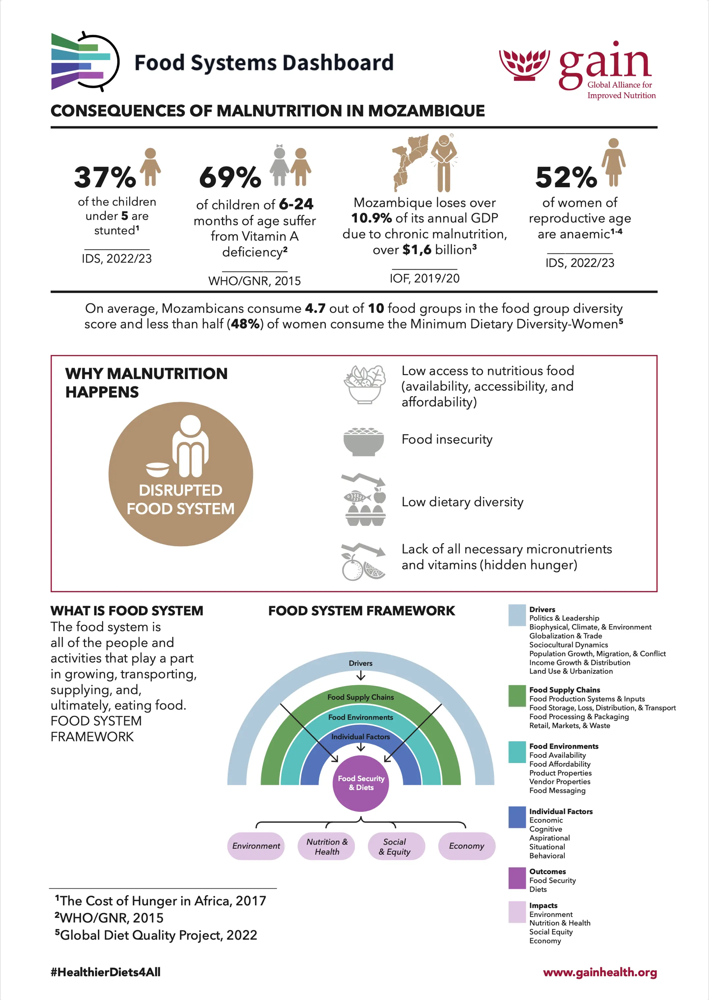 Food Systems Dashboard
gain
Global Alliance for
Improved Nutrition
CONSEQUENCES OF MALNUTRITION IN MOZAMBIQUE
37%
of the children
under 5 are
stunted¹
IDS, 2022/23
69%
of children of 6-24
months of age suffer
from Vitamin A
deficiency²
WHO/GNR, 2015
Mozambique loses over
10.9% of its annual GDP
due to chronic malnutrition,
over $1,6 billion³
IOF, 2019/20
52%
of women of
reproductive age
are anaemic¹⁻⁴
IDS, 2022/23
On average, Mozambicans consume 4.7 out of 10 food groups in the food group diversity
score and less than half (48%) of women consume the Minimum Dietary Diversity-Women⁵
WHY MALNUTRITION
HAPPENS
DISRUPTED
FOOD SYSTEM
Low access to nutritious food
(availability, accessibility, and
affordability)
Food insecurity
Low dietary diversity
Lack of all necessary micronutrients
and vitamins (hidden hunger)
WHAT IS FOOD SYSTEM
The food system is
all of the people and
activities that play a part
in growing, transporting,
supplying, and,
ultimately, eating food.
FOOD SYSTEM
FRAMEWORK
FOOD SYSTEM FRAMEWORK
Drivers
Food Supply Chains
Food Environments
Individual Factors
Food Security
& Diets
Environment
Nutrition &
Health
Social
& Equity
Economy
Drivers
Politics & Leadership
Biophysical, Climate, & Environment
Globalization & Trade
Sociocultural Dynamics
Population Growth, Migration, & Conflict
Income Growth & Distribution
Land Use & Urbanization
Food Supply Chains
Food Production Systems & Inputs
Food Storage, Loss, Distribution, & Transport
Food Processing & Packaging
Retail, Markets, & Waste
Food Environments
Food Availability
Food Affordability
Product Properties
Vendor Properties
Food Messaging
Individual Factors
Economic
Cognitive
Aspirational
Situational
Behavioral
Outcomes
Food Security
Diets
Impacts
Environment
Nutrition & Health
Social Equity
Economy
¹The Cost of Hunger in Africa, 2017
²WHO/GNR, 2015
⁵Global Diet Quality Project, 2022
#HealthierDiets4All
www.gainhealth.org